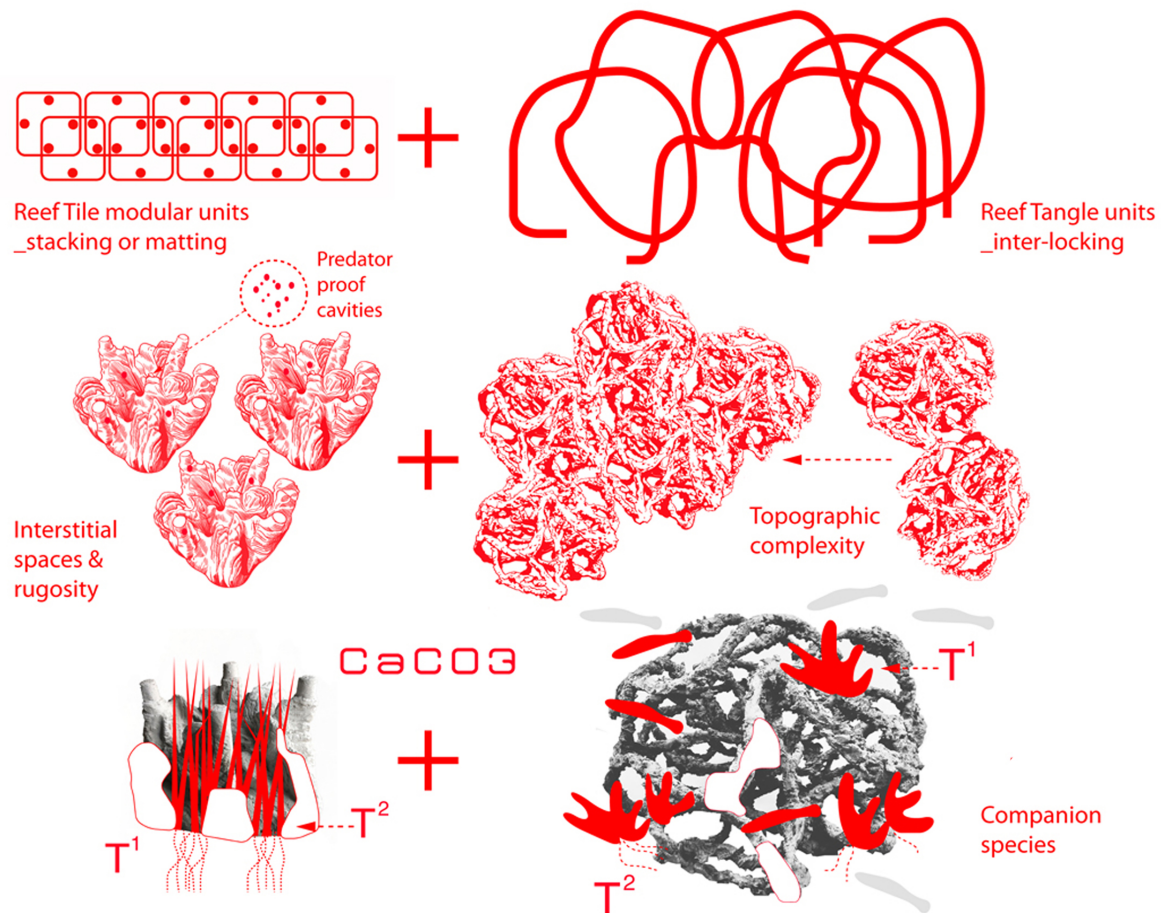 Reef Tile modular units
_stacking or matting
Reef Tangle units
_inter-locking
Predator
proof
cavities
Interstitial
spaces &
rugosity
Topographic
complexity
CaCO3
T¹
T²
T¹
T²
Companion
species